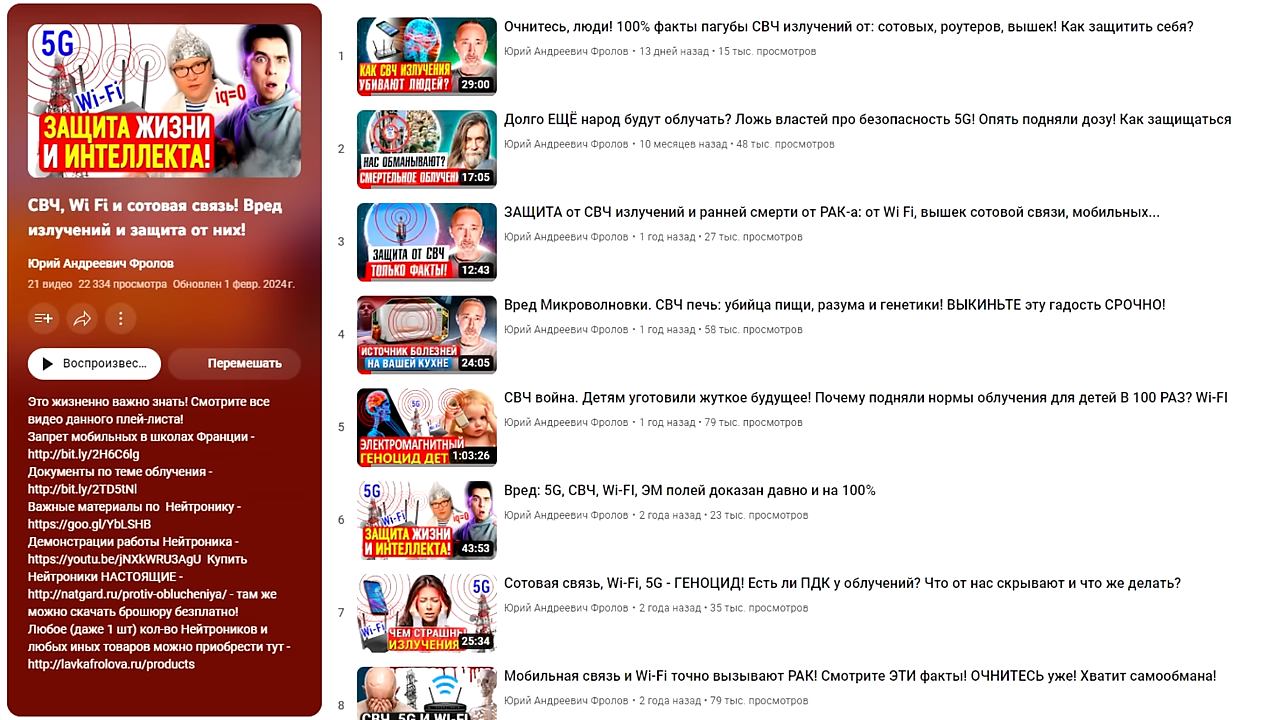 5G
Wi-Fi
iq=0
ЗАЩИТА ЖИЗНИ
И ИНТЕЛЛЕКТА!
СВЧ, Wi Fi и сотовая связь! Вред
излучений и защита от них!
Юрий Андреевич Фролов
21 видео 22 334 просмотра Обновлен 1 февр. 2024 г.
Воспроизвес...
Перемешать
Это жизненно важно знать! Смотрите все
видео данного плей-листа!
Запрет мобильных в школах Франции -
http://bit.ly/2H6C6lg
Документы по теме облучения -
http://bit.ly/2TD5tNl
Важные материалы по Нейтронику -
https://goo.gl/YbLSHB
Демонстрации работы Нейтроника -
https://youtu.be/jNXkWRU3AgU Купить
Нейтроники НАСТОЯЩИЕ -
http://natgard.ru/protiv-oblucheniya/ - там же
можно скачать брошюру безплатно!
Любое (даже 1 шт) кол-во Нейтроников и
любых иных товаров можно приобрести тут -
http://lavkafrolova.ru/products
1
КАК СВЧ ИЗЛУЧЕНИЯ
УБИВАЮТ ЛЮДЕЙ?
29:00
Очнитесь, люди! 100% факты пагубы СВЧ излучений от: сотовых, роутеров, вышек! Как защитить себя?
Юрий Андреевич Фролов • 13 дней назад • 15 тыс. просмотров
2
НАС ОБМАНЫВАЮТ?
СМЕРТЕЛЬНОЕ ОБЛУЧЕНИ
17:05
Долго ЕЩЁ народ будут облучать? Ложь властей про безопасность 5G! Опять подняли дозу! Как защищаться
Юрий Андреевич Фролов • 10 месяцев назад • 48 тыс. просмотров
3
ЗАЩИТА ОТ СВЧ
ТОЛЬКО ФАКТЫ!
12:43
ЗАЩИТА от СВЧ излучений и ранней смерти от РАК-а: от Wi Fi, вышек сотовой связи, мобильных...
Юрий Андреевич Фролов • 1 год назад • 27 тыс. просмотров
4
ИСТОЧНИК БОЛЕЗНЕЙ
НА ВАШЕЙ КУХНЕ
24:05
Вред Микроволновки. СВЧ печь: убийца пищи, разума и генетики! ВЫКИНЬТЕ эту гадость СРОЧНО!
Юрий Андреевич Фролов • 1 год назад • 58 тыс. просмотров
5
5G
ЭЛЕКТРОМАГНИТНЫЙ
ГЕНОЦИД ДЕТ
1:03:26
СВЧ война. Детям уготовили жуткое будущее! Почему подняли нормы облучения для детей В 100 РАЗ? Wi-FI
Юрий Андреевич Фролов • 1 год назад • 79 тыс. просмотров
6
5G
Wi-Fi
iq=0
ЗАЩИТА ЖИЗНИ
И ИНТЕЛЛЕКТА!
43:53
Вред: 5G, СВЧ, Wi-FI, ЭМ полей доказан давно и на 100%
Юрий Андреевич Фролов • 2 года назад • 23 тыс. просмотров
7
5G
Wi-Fi
ЧЕМ СТРАШНЫ
ИЗЛУЧЕНИЯ
25:34
Сотовая связь, Wi-Fi, 5G - ГЕНОЦИД! Есть ли ПДК у облучений? Что от нас скрывают и что же делать?
Юрий Андреевич Фролов • 2 года назад • 35 тыс. просмотров
8
СВЧ, 5G И WI-FI
Мобильная связь и Wi-Fi точно вызывают РАК! Смотрите ЭТИ факты! ОЧНИТЕСЬ уже! Хватит самообмана!
Юрий Андреевич Фролов • 2 года назад • 79 тыс. просмотров